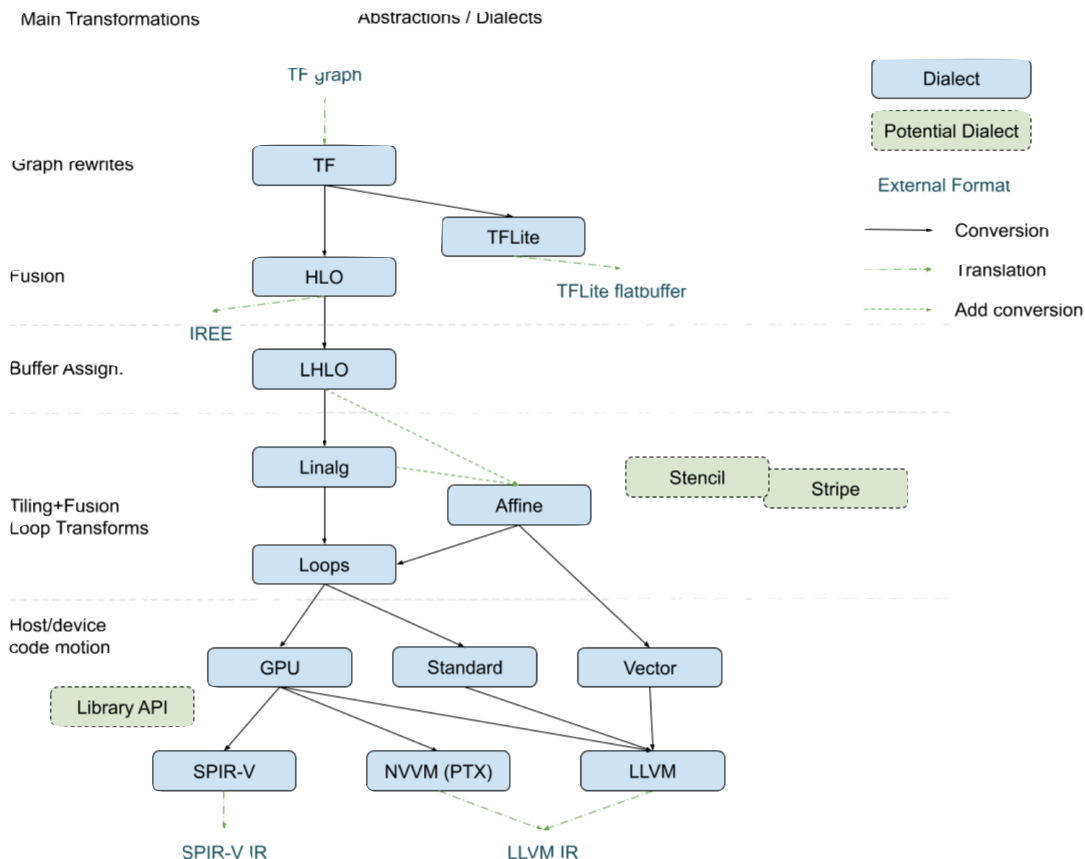 Main Transformations
Abstractions / Dialects
TF graph
Dialect
Potential Dialect
Graph rewrites
TF
External Format
TFLite
Conversion
Fusion
HLO
Translation
TFLite flatbuffer
Add conversion
IREE
Buffer Assign.
LHLO
Linalg
Stencil
Stripe
Affine
Tiling+Fusion
Loop Transforms
Loops
Host/device
code motion
GPU
Standard
Vector
Library API
SPIR-V
NVVM (PTX)
LLVM
SPIR-V IR
LLVM IR